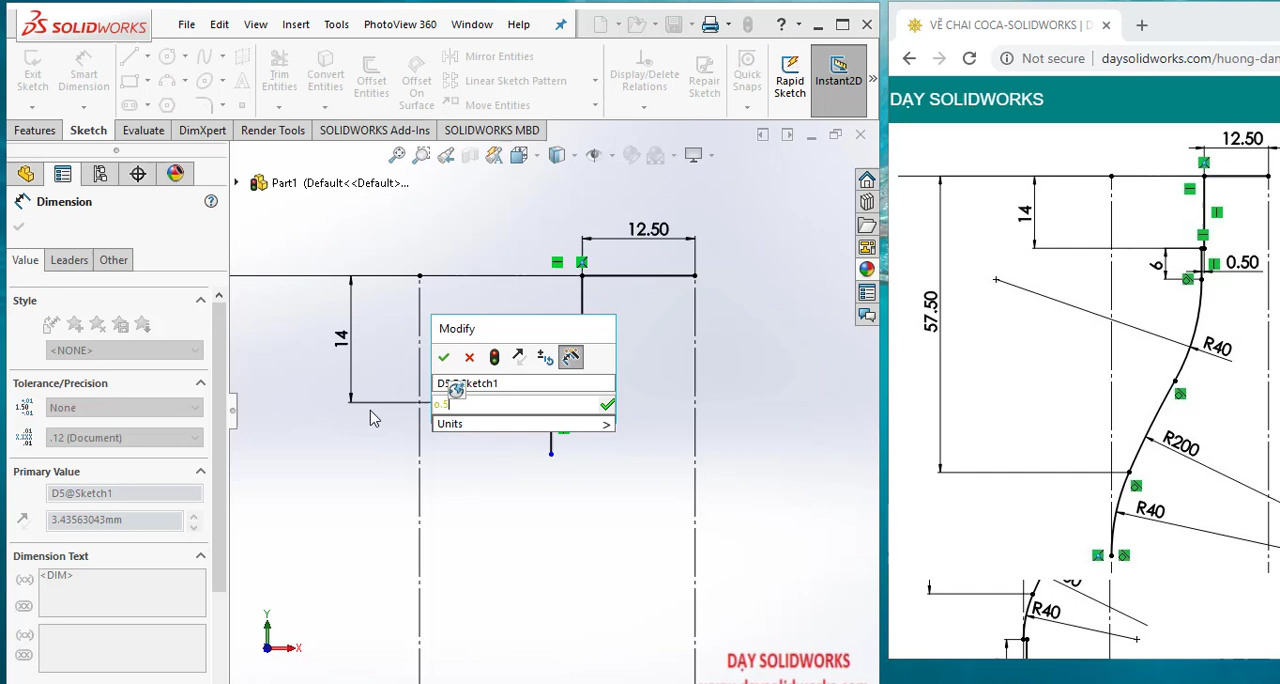 SOLIDWORKS
File Edit View Insert Tools PhotoView 360 Window Help
?
Exit Sketch
Smart Dimension
Trim Entities
Convert Entities
Offset Entities
Offset On Surface
Mirror Entities
Linear Sketch Pattern
Move Entities
Display/Delete Relations
Repair Sketch
Quick Snaps
Rapid Sketch
Instant2D
Features Sketch Evaluate DimXpert Render Tools SOLIDWORKS Add-Ins SOLIDWORKS MBD
Part1 (Default<<Default>...
Dimension
Value Leaders Other
Style
<NONE>
Tolerance/Precision
None
.12 (Document)
Primary Value
D5@Sketch1
3.43563043mm
Dimension Text
<DIM>
12.50
14
Modify
D5@Sketch1
o.5
Units >
Y
X
DẠY SOLIDWORKS
VẼ CHAI COCA-SOLIDWORKS | D
Not secure daysolidworks.com/huong-dan
DẠY SOLIDWORKS
12.50
14
6
0.50
57.50
R40
R200
R40
R40